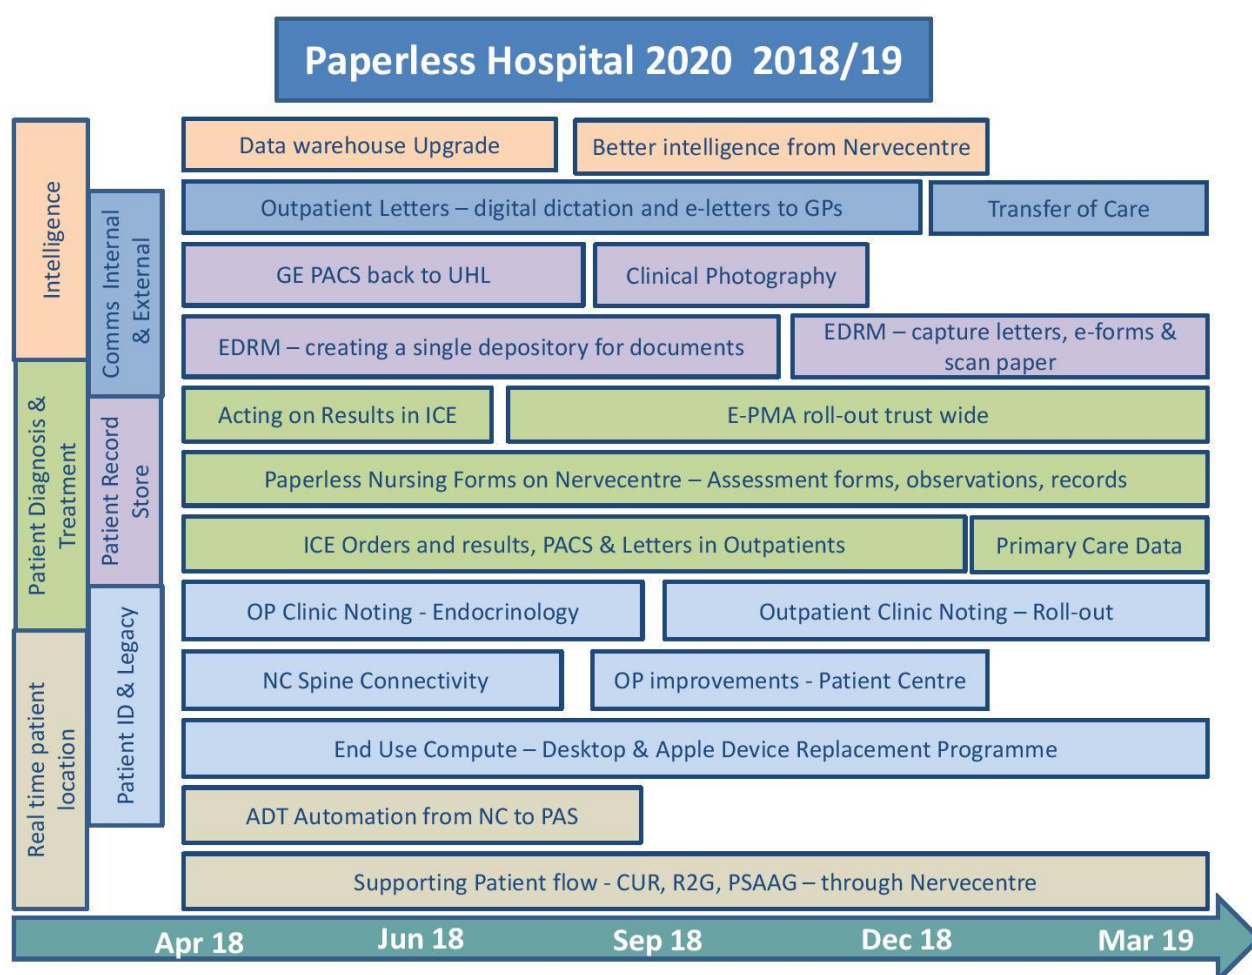 Paperless Hospital 2020  2018/19
Intelligence
Patient Diagnosis &
Treatment
Real time patient
location
Comms  Internal
& External
Patient Record
Store
Patient ID & Legacy
Data warehouse Upgrade
Better intelligence from Nervecentre
Outpatient Letters – digital dictation and e-letters to GPs
Transfer of Care
GE PACS back to UHL
Clinical Photography
EDRM – creating a single depository for documents
EDRM – capture letters, e-forms &
scan paper
Acting on Results in ICE
E-PMA roll-out trust wide
Paperless Nursing Forms on Nervecentre – Assessment forms, observations, records
ICE Orders and results, PACS & Letters in Outpatients
Primary Care Data
OP Clinic Noting - Endocrinology
Outpatient Clinic Noting – Roll-out
NC Spine Connectivity
OP improvements - Patient Centre
End Use Compute – Desktop & Apple Device Replacement Programme
ADT Automation from NC to PAS
Supporting Patient flow - CUR, R2G, PSAAG – through Nervecentre
Apr 18
Jun 18
Sep 18
Dec 18
Mar 19